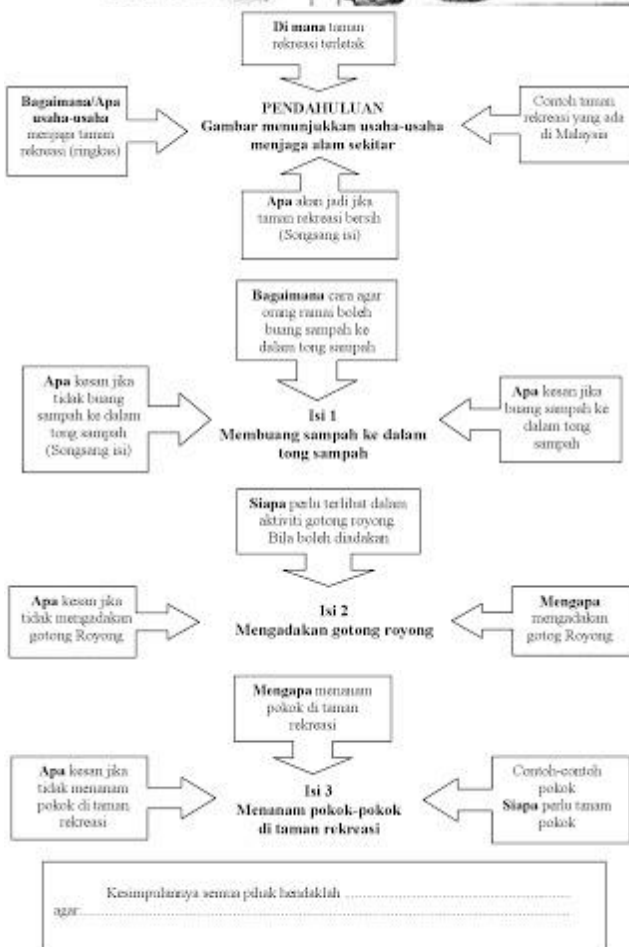 Di mana taman
rekreasi terletak
Bagaimana/Apa
usaha-usaha
menjaga taman
rekreasi (ringkas)
PENDAHULUAN
Gambar menunjukkan usaha-usaha
menjaga alam sekitar
Contoh taman
rekreasi yang ada
di Malaysia
Apa akan jadi jika
taman rekreasi bersih
(Songsang isi)
Bagaimana cara agar
orang ramai boleh
buang sampah ke
dalam tong sampah
Apa kesan jika
tidak buang
sampah ke dalam
tong sampah
(Songsang isi)
Isi 1
Membuang sampah ke dalam
tong sampah
Apa kesan jika
buang sampah ke
dalam tong
sampah
Siapa perlu terlibat dalam
aktiviti gotong royong
Bila boleh diadakan
Apa kesan jika
tidak mengadakan
gotong Royong
Isi 2
Mengadakan gotong royong
Mengapa
mengadakan
gotog Royong
Mengapa menanam
pokok di taman
rekreasi
Apa kesan jika
tidak menanam
pokok di taman
rekreasi
Isi 3
Menanam pokok-pokok
di taman rekreasi
Contoh-contoh
pokok
Siapa perlu tanam
pokok
Kesimpulannya semua pihak hendaklah ..............................
agar..............................